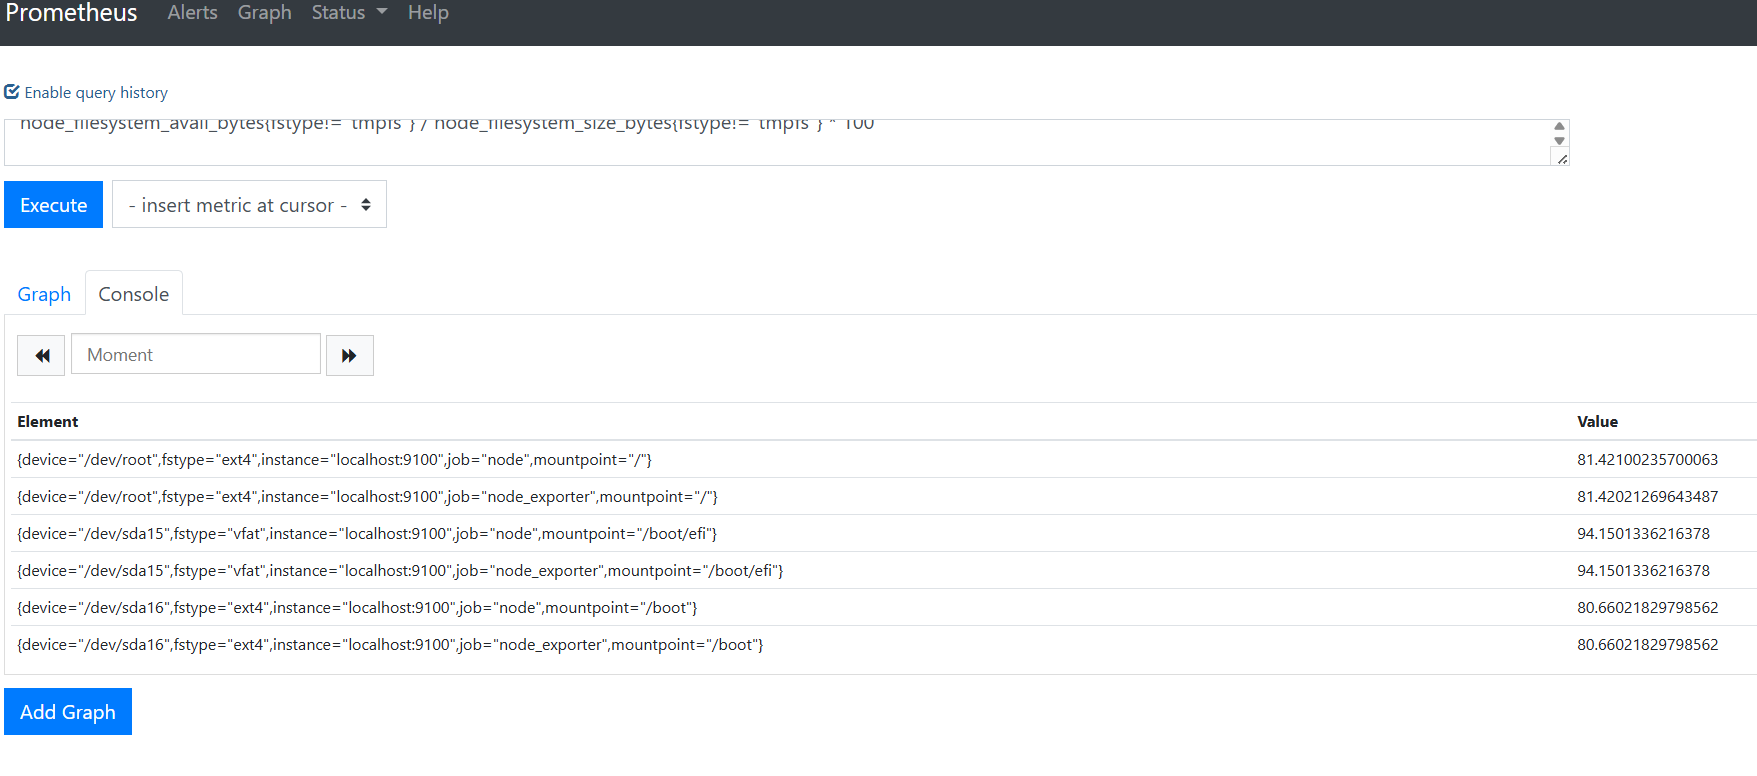 Prometheus Alerts Graph Status Help
Enable query history
node_filesystem_avail_bytes{fstype!="tmpfs"} / node_filesystem_size_bytes{fstype!="tmpfs"} * 100
Execute - insert metric at cursor -
Graph Console
Moment
Element Value
{device="/dev/root",fstype="ext4",instance="localhost:9100",job="node",mountpoint="/"} 81.42100235700063
{device="/dev/root",fstype="ext4",instance="localhost:9100",job="node_exporter",mountpoint="/"} 81.42021269643487
{device="/dev/sda15",fstype="vfat",instance="localhost:9100",job="node",mountpoint="/boot/efi"} 94.1501336216378
{device="/dev/sda15",fstype="vfat",instance="localhost:9100",job="node_exporter",mountpoint="/boot/efi"} 94.1501336216378
{device="/dev/sda16",fstype="ext4",instance="localhost:9100",job="node",mountpoint="/boot"} 80.66021829798562
{device="/dev/sda16",fstype="ext4",instance="localhost:9100",job="node_exporter",mountpoint="/boot"} 80.66021829798562
Add Graph